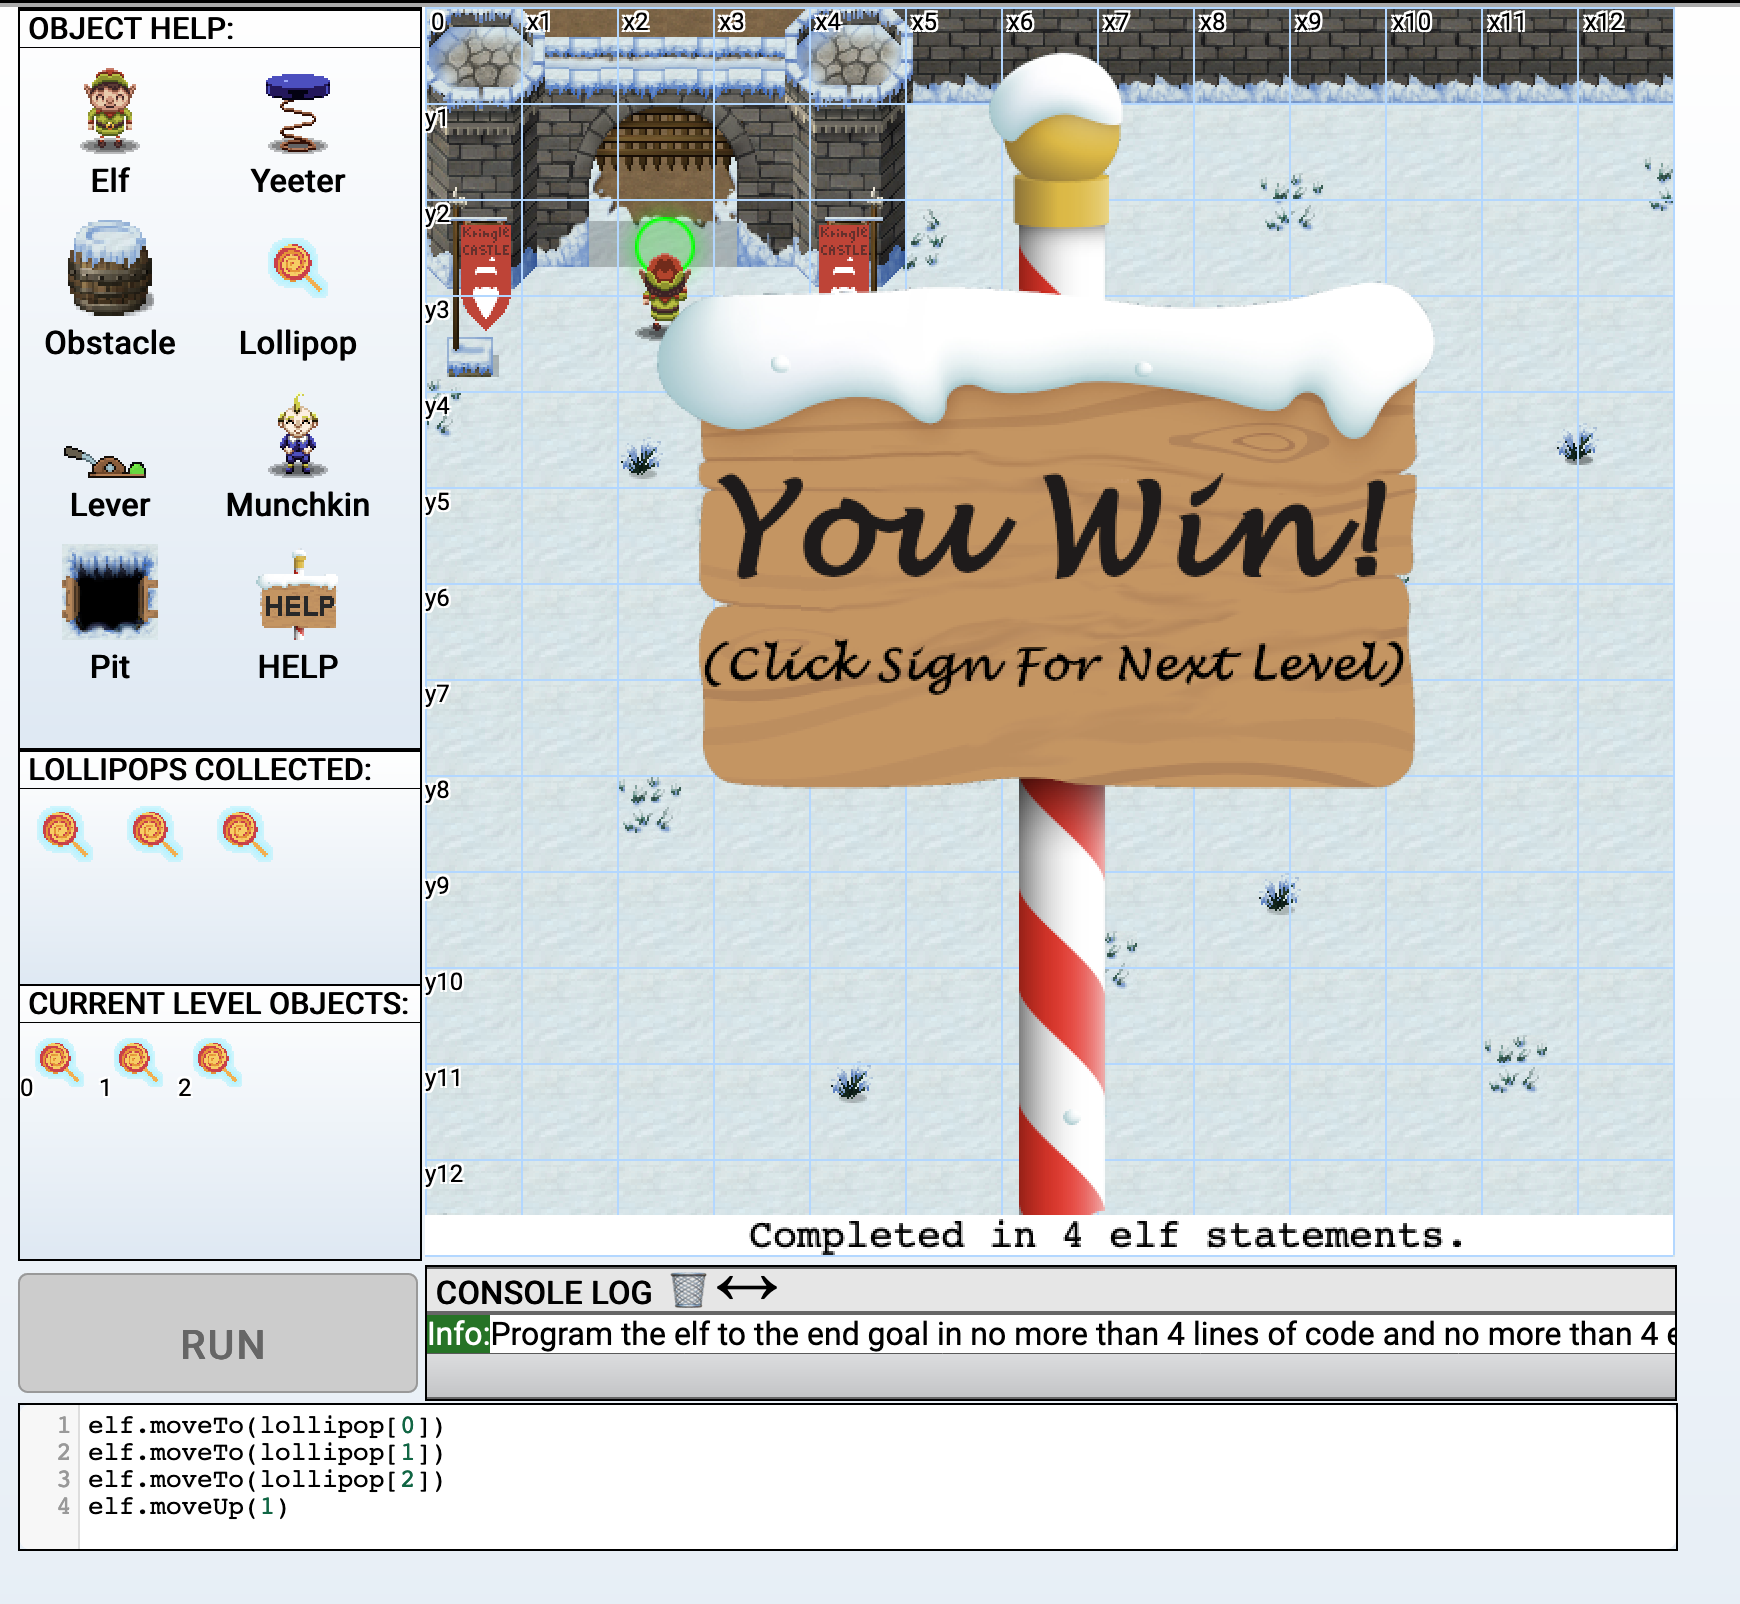 OBJECT HELP:
Elf
Yeeter
Obstacle
Lollipop
Lever
Munchkin
HELP
Pit
HELP
LOLLIPOPS COLLECTED:
CURRENT LEVEL OBJECTS:
0 1 2
0 x1 x2 x3 x4 x5 x6 x7 x8 x9 x10 x11 x12
y1
y2
Kringle
CASTLE
Kringle
CASTLE
y3
y4
y5
You Win!
y6
(Click Sign For Next Level)
y7
y8
y9
y10
y11
y12
Completed in 4 elf statements.
RUN
CONSOLE LOG
Info:Program the elf to the end goal in no more than 4 lines of code and no more than 4 e
1 elf.moveTo(lollipop[0])
2 elf.moveTo(lollipop[1])
3 elf.moveTo(lollipop[2])
4 elf.moveUp(1)